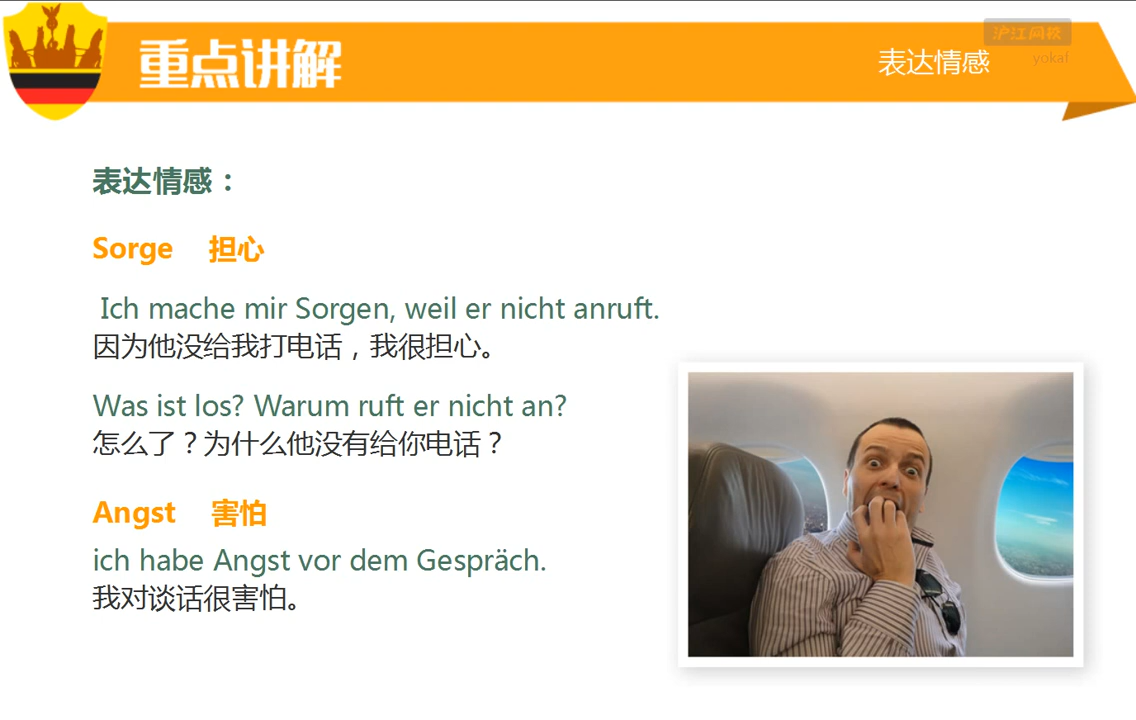 沪江网校
重点讲解
表达情感
yokaf
表达情感：
Sorge 担心
Ich mache mir Sorgen, weil er nicht anruft.
因为他没给我打电话，我很担心。
Was ist los? Warum ruft er nicht an?
怎么了？为什么他没有给你电话？
Angst 害怕
ich habe Angst vor dem Gespräch.
我对谈话很害怕。